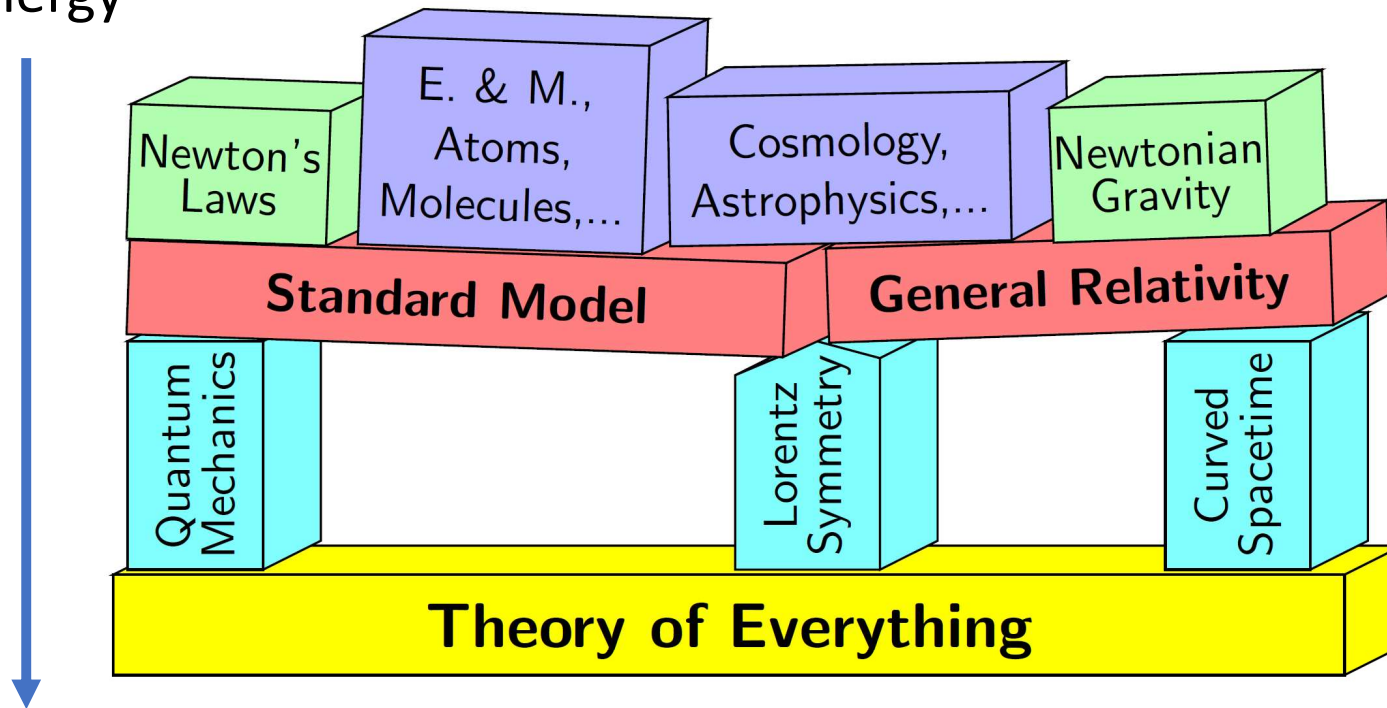 Newton's
Laws
E. & M.,
Atoms,
Molecules,...
Cosmology,
Astrophysics,...
Newtonian
Gravity
Standard Model
General Relativity
Quantum
Mechanics
Lorentz
Symmetry
Curved
Spacetime
Theory of Everything